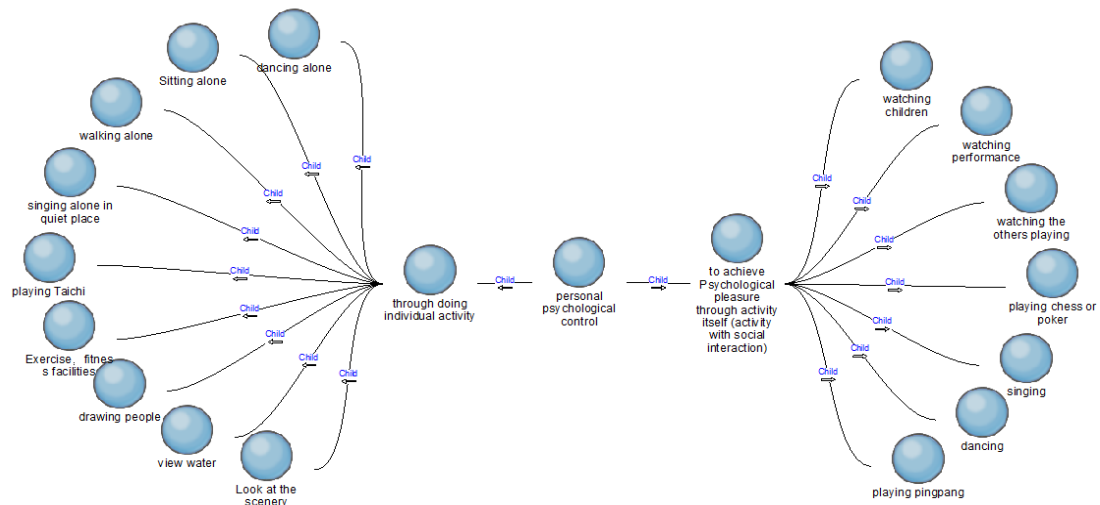 dancing alone
Sitting alone
walking alone
singing alone in
quiet place
playing Taichi
Exercise，fitnes
s facilities
drawing people
view water
Look at the
scenery
Child
Child
Child
Child
Child
Child
Child
Child
Child
through doing
individual activity
Child
personal
psychological
control
Child
to achieve
Psychological
pleasure
through activity
itself (activity
with social
interaction)
Child
Child
Child
Child
Child
Child
Child
watching
children
watching
performance
watching the
others playing
playing chess or
poker
singing
dancing
playing pingpang